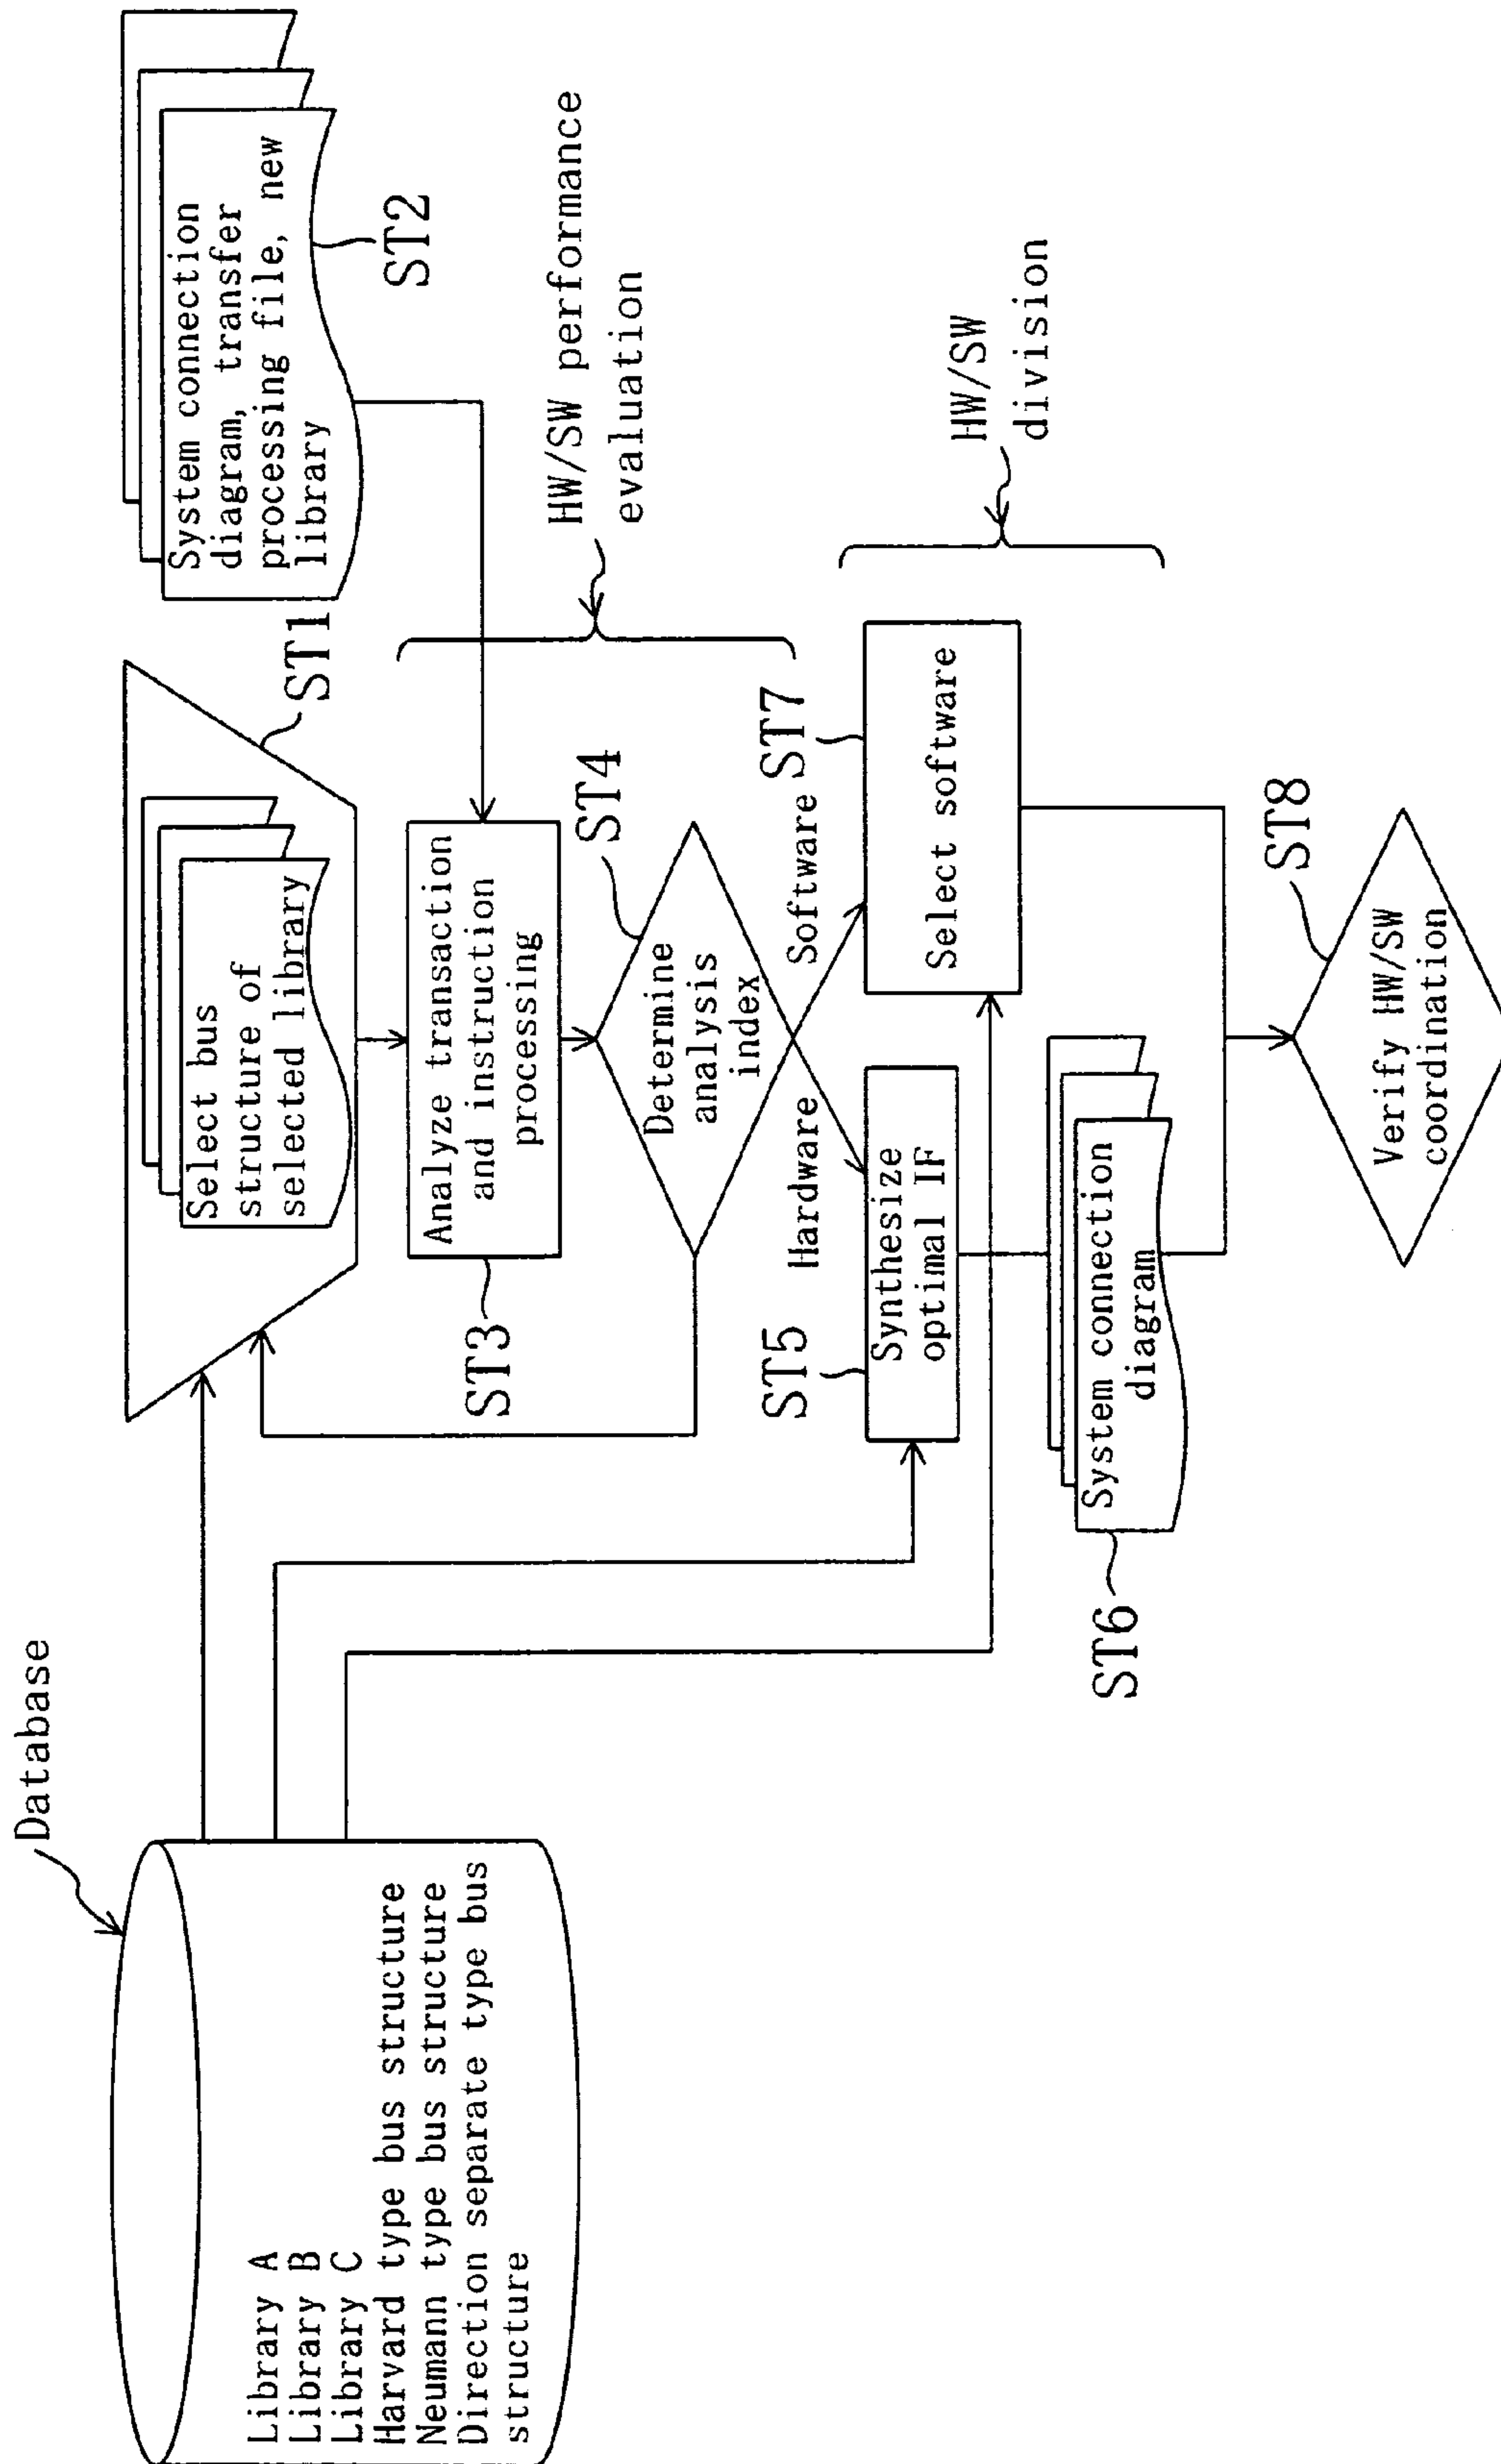 Database
Library A
Library B
Library C
Harvard type bus structure
Neumann type bus structure
Direction separate type bus
structure
Select bus
structure of
selected library
ST1
System connection
diagram, transfer
processing file, new
library
ST2
Analyze transaction
and instruction
processing
ST3
HW/SW performance
evaluation
Determine
analysis
index
ST4
Hardware
Software
ST5
Synthesize
optimal IF
ST7
Select software
HW/SW
division
System connection
diagram
ST6
Verify HW/SW
coordination
ST8